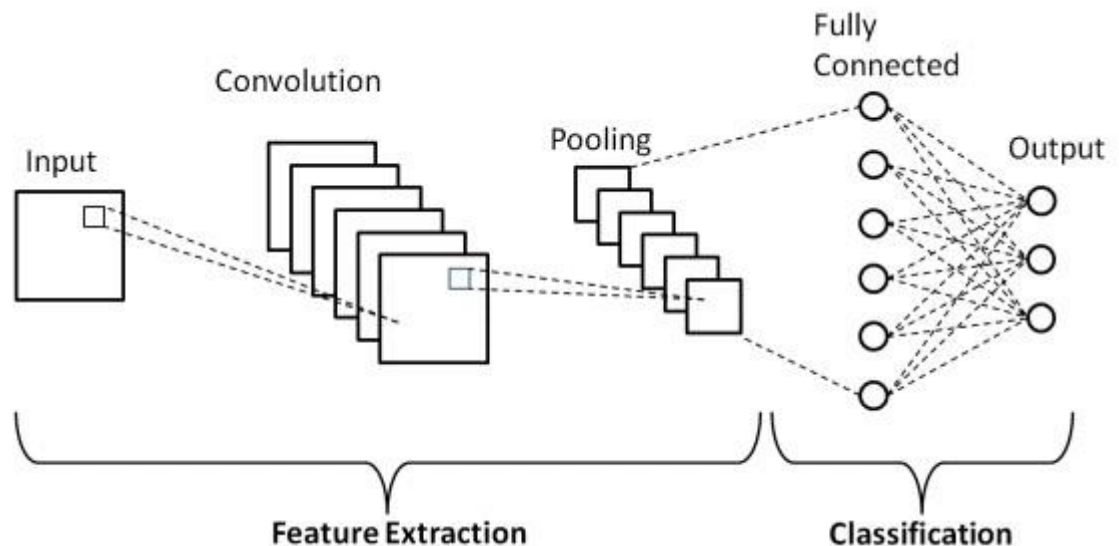 Input
Convolution
Pooling
Fully
Connected
Output
Feature Extraction
Classification